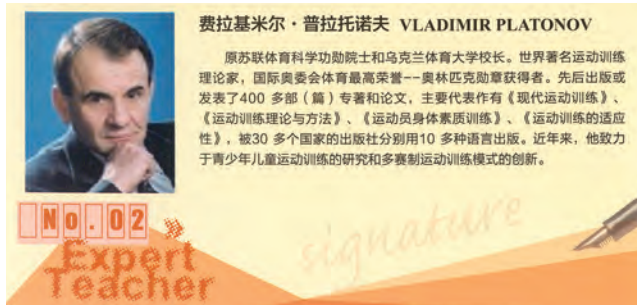 费拉基米尔·普拉托诺夫 VLADIMIR PLATONOV
原苏联体育科学功勋院士和乌克兰体育大学校长。世界著名运动训练
理论家，国际奥委会体育最高荣誉--奥林匹克勋章获得者。先后出版或
发表了400 多部（篇）专著和论文，主要代表作有《现代运动训练》、
《运动训练理论与方法》、《运动员身体素质训练》、《运动训练的适应
性》，被30 多个国家的出版社分别用10 多种语言出版。近年来，他致力
于青少年儿童运动训练的研究和多赛制运动训练模式的创新。
No.02
Expert
Teacher
signature